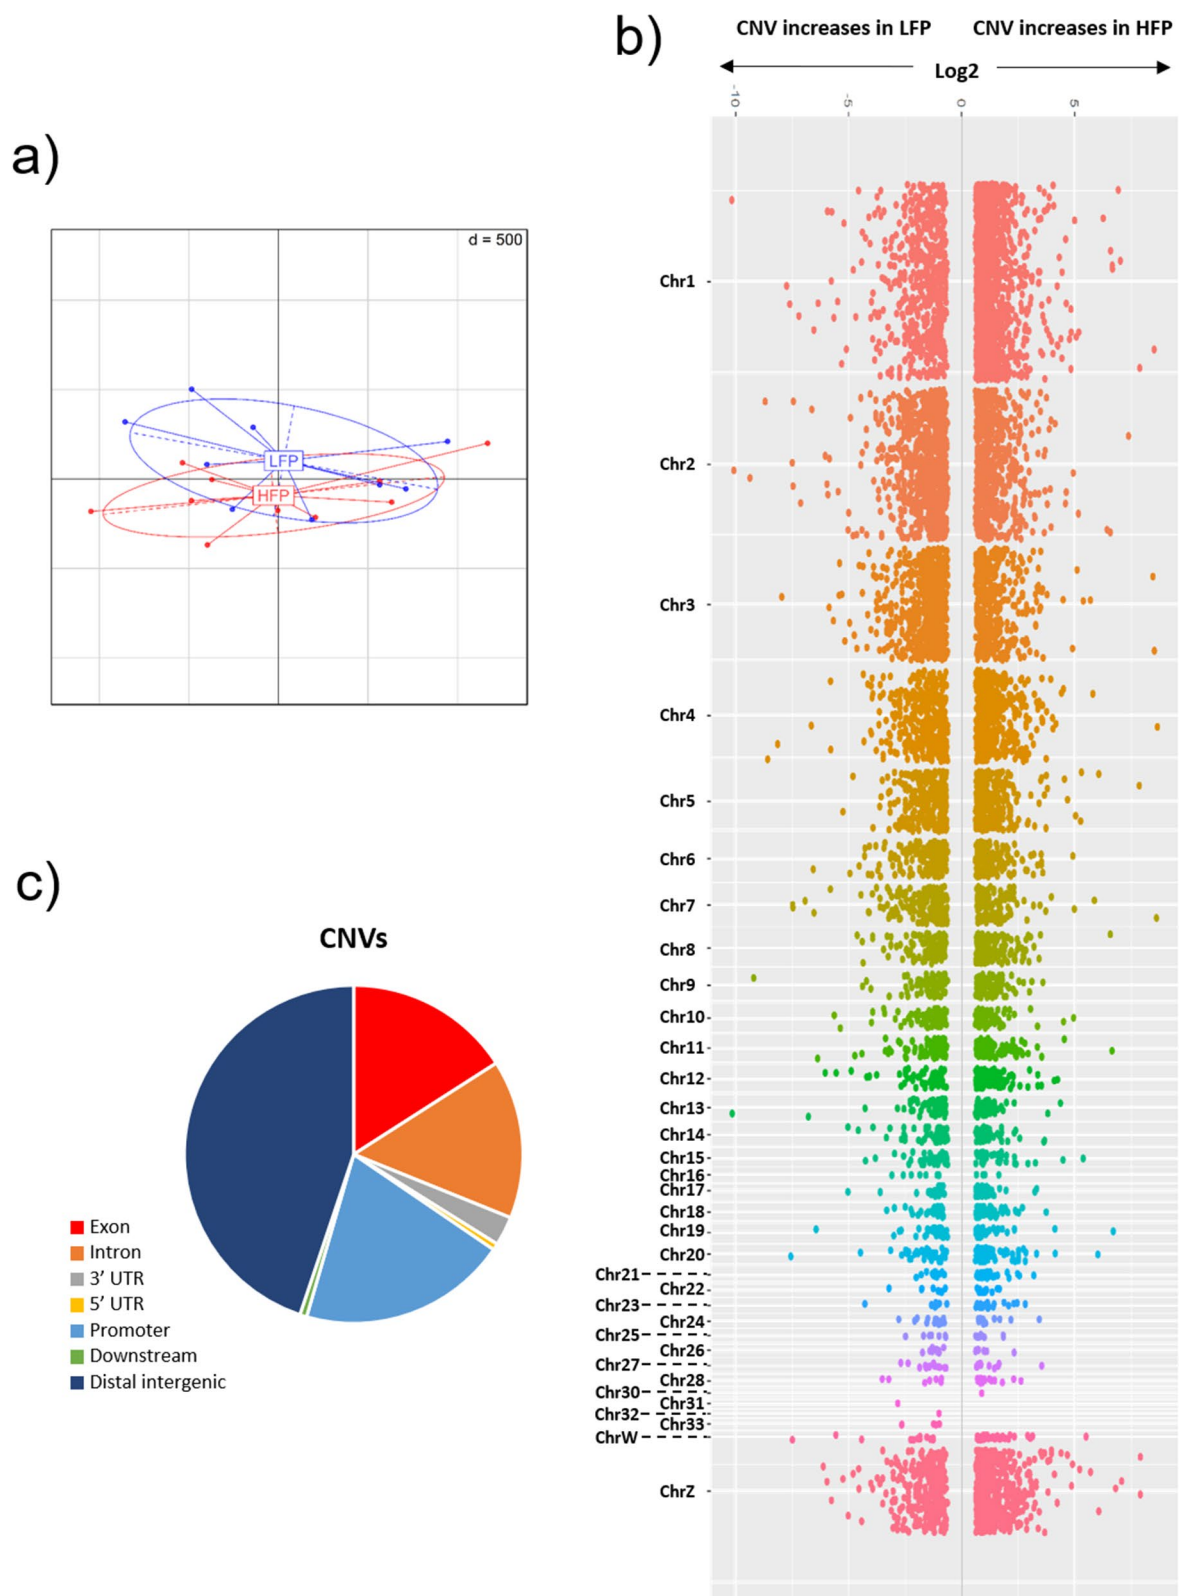 a)
d = 500
LFP
HFP
b)
CNV increases in LFP
CNV increases in HFP
Log2
-10
-5
0
5
Chr1
Chr2
Chr3
Chr4
Chr5
Chr6
Chr7
Chr8
Chr9
Chr10
Chr11
Chr12
Chr13
Chr14
Chr15
Chr16
Chr17
Chr18
Chr19
Chr20
Chr21
Chr22
Chr23
Chr24
Chr25
Chr26
Chr27
Chr28
Chr30
Chr31
Chr32
Chr33
ChrW
ChrZ
c)
CNVs
Exon
Intron
3’ UTR
5’ UTR
Promoter
Downstream
Distal intergenic